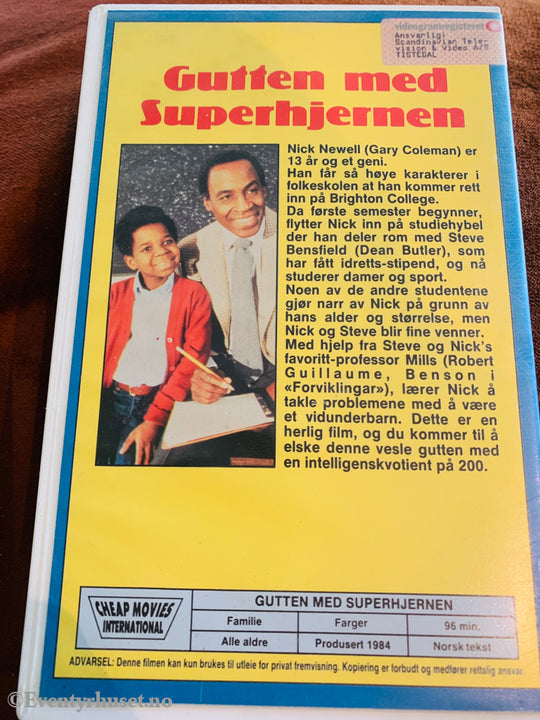 videogramregisteret
Ansvarlig:
Scandinavian Tele-
vision & Video A/S
TISTEDAL
Gutten med
Superhjernen
Nick Newell (Gary Coleman) er
13 år og et geni.
Han får så høye karakterer i
folkeskolen at han kommer rett
inn på Brighton College.
Da første semester begynner,
flytter Nick inn på studiehybel
der han deler rom med Steve
Bensfield (Dean Butler), som
har fått idretts-stipend, og nå
studerer damer og sport.
Noen av de andre studentene
gjør narr av Nick på grunn av
hans alder og størrelse, men
Nick og Steve blir fine venner.
Med hjelp fra Steve og Nick's
favoritt-professor Mills (Robert
Guillaume, Benson i
«Forviklingar»), lærer Nick å
takle problemene med å være
et vidunderbarn. Dette er en
herlig film, og du kommer til å
elske denne vesle gutten med
en intelligenskvotient på 200.
CHEAP MOVIES
INTERNATIONAL
GUTTEN MED SUPERHJERNEN
Familie Farger 96 min.
Alle aldre Produsert 1984 Norsk tekst
ADVARSEL: Denne filmen kan kun brukes til utleie for privat fremvisning. Kopiering er forbudt og medfører rettslig ansvar.
©Eventyrhuset.no